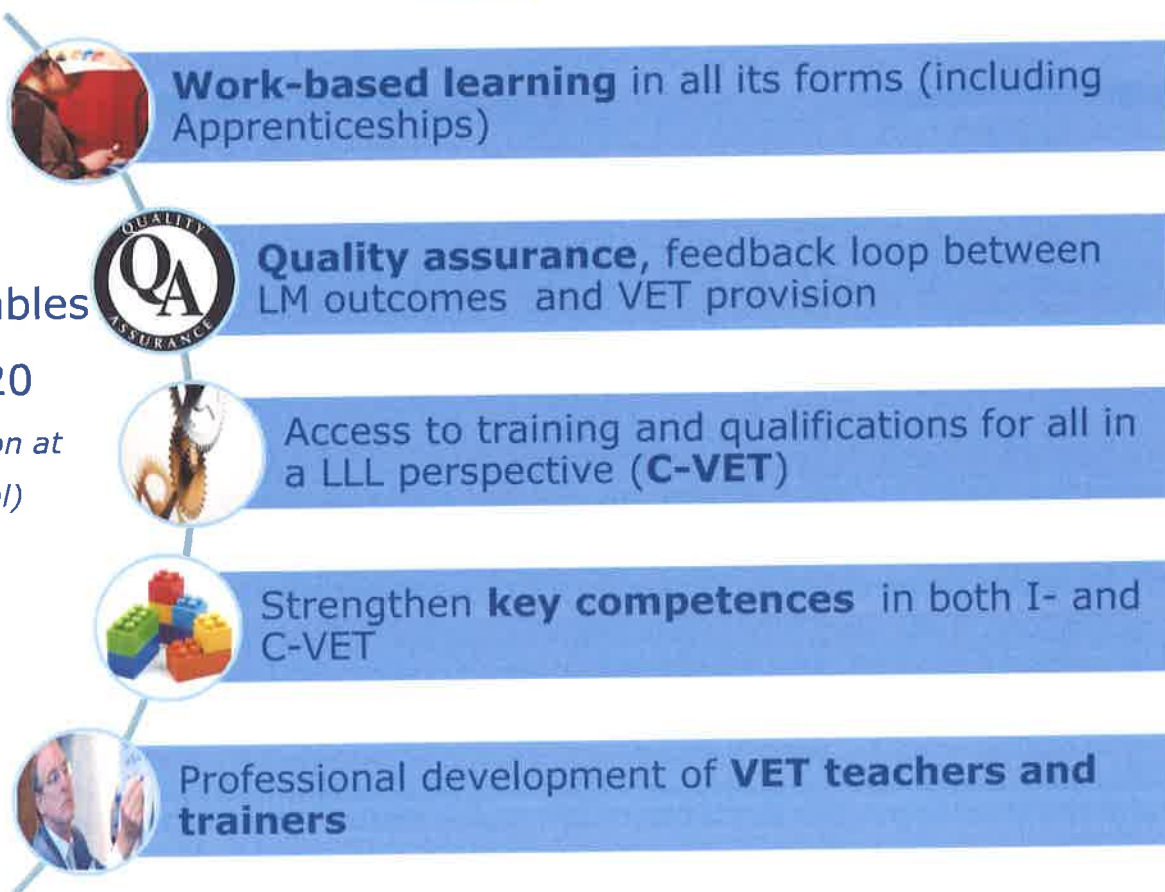 Work-based learning in all its forms (including
Apprenticeships)
QUALITY
QA
ASSURANCE
Quality assurance, feedback loop between
LM outcomes and VET provision
bles
20
on at
l)
Access to training and qualifications for all in
a LLL perspective (C-VET)
Strengthen key competences in both I- and
C-VET
Professional development of VET teachers and
trainers